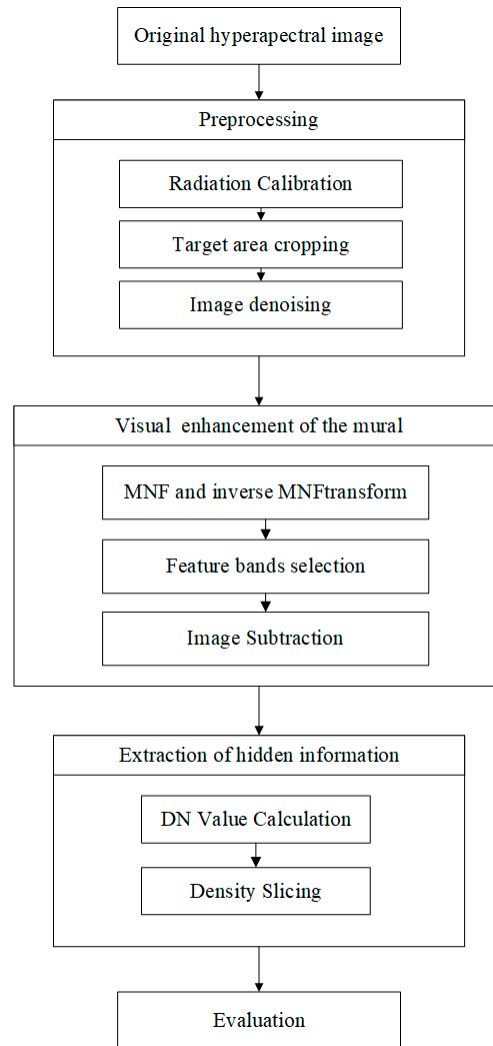 Original hyperapectral image
Preprocessing
Radiation Calibration
Target area cropping
Image denoising
Visual enhancement of the mural
MNF and inverse MNFtransform
Feature bands selection
Image Subtraction
Extraction of hidden information
DN Value Calculation
Density Slicing
Evaluation